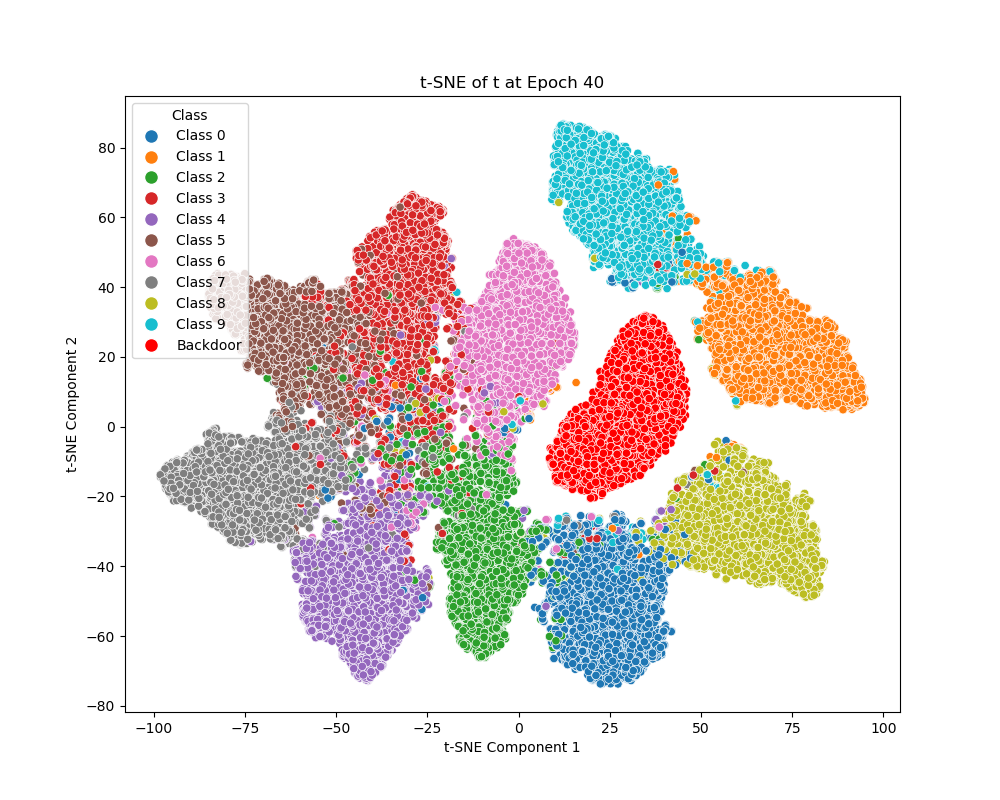 t-SNE of t at Epoch 40
Class
Class 0
Class 1
Class 2
Class 3
Class 4
Class 5
Class 6
Class 7
Class 8
Class 9
Backdoor
80
60
40
20
0
−20
−40
−60
−80
t-SNE Component 2
−100
−75
−50
−25
0
25
50
75
100
t-SNE Component 1